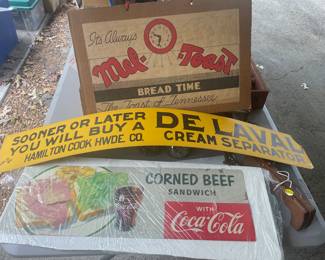 It's Always
Mel-Toast
BREAD TIME
The Toast of Tennessee
SOONER OR LATER
YOU WILL BUY A
DE LAVAL
CREAM SEPARATOR
HAMILTON COOK HWDE. CO.
CORNED BEEF
SANDWICH
WITH
Coca-Cola